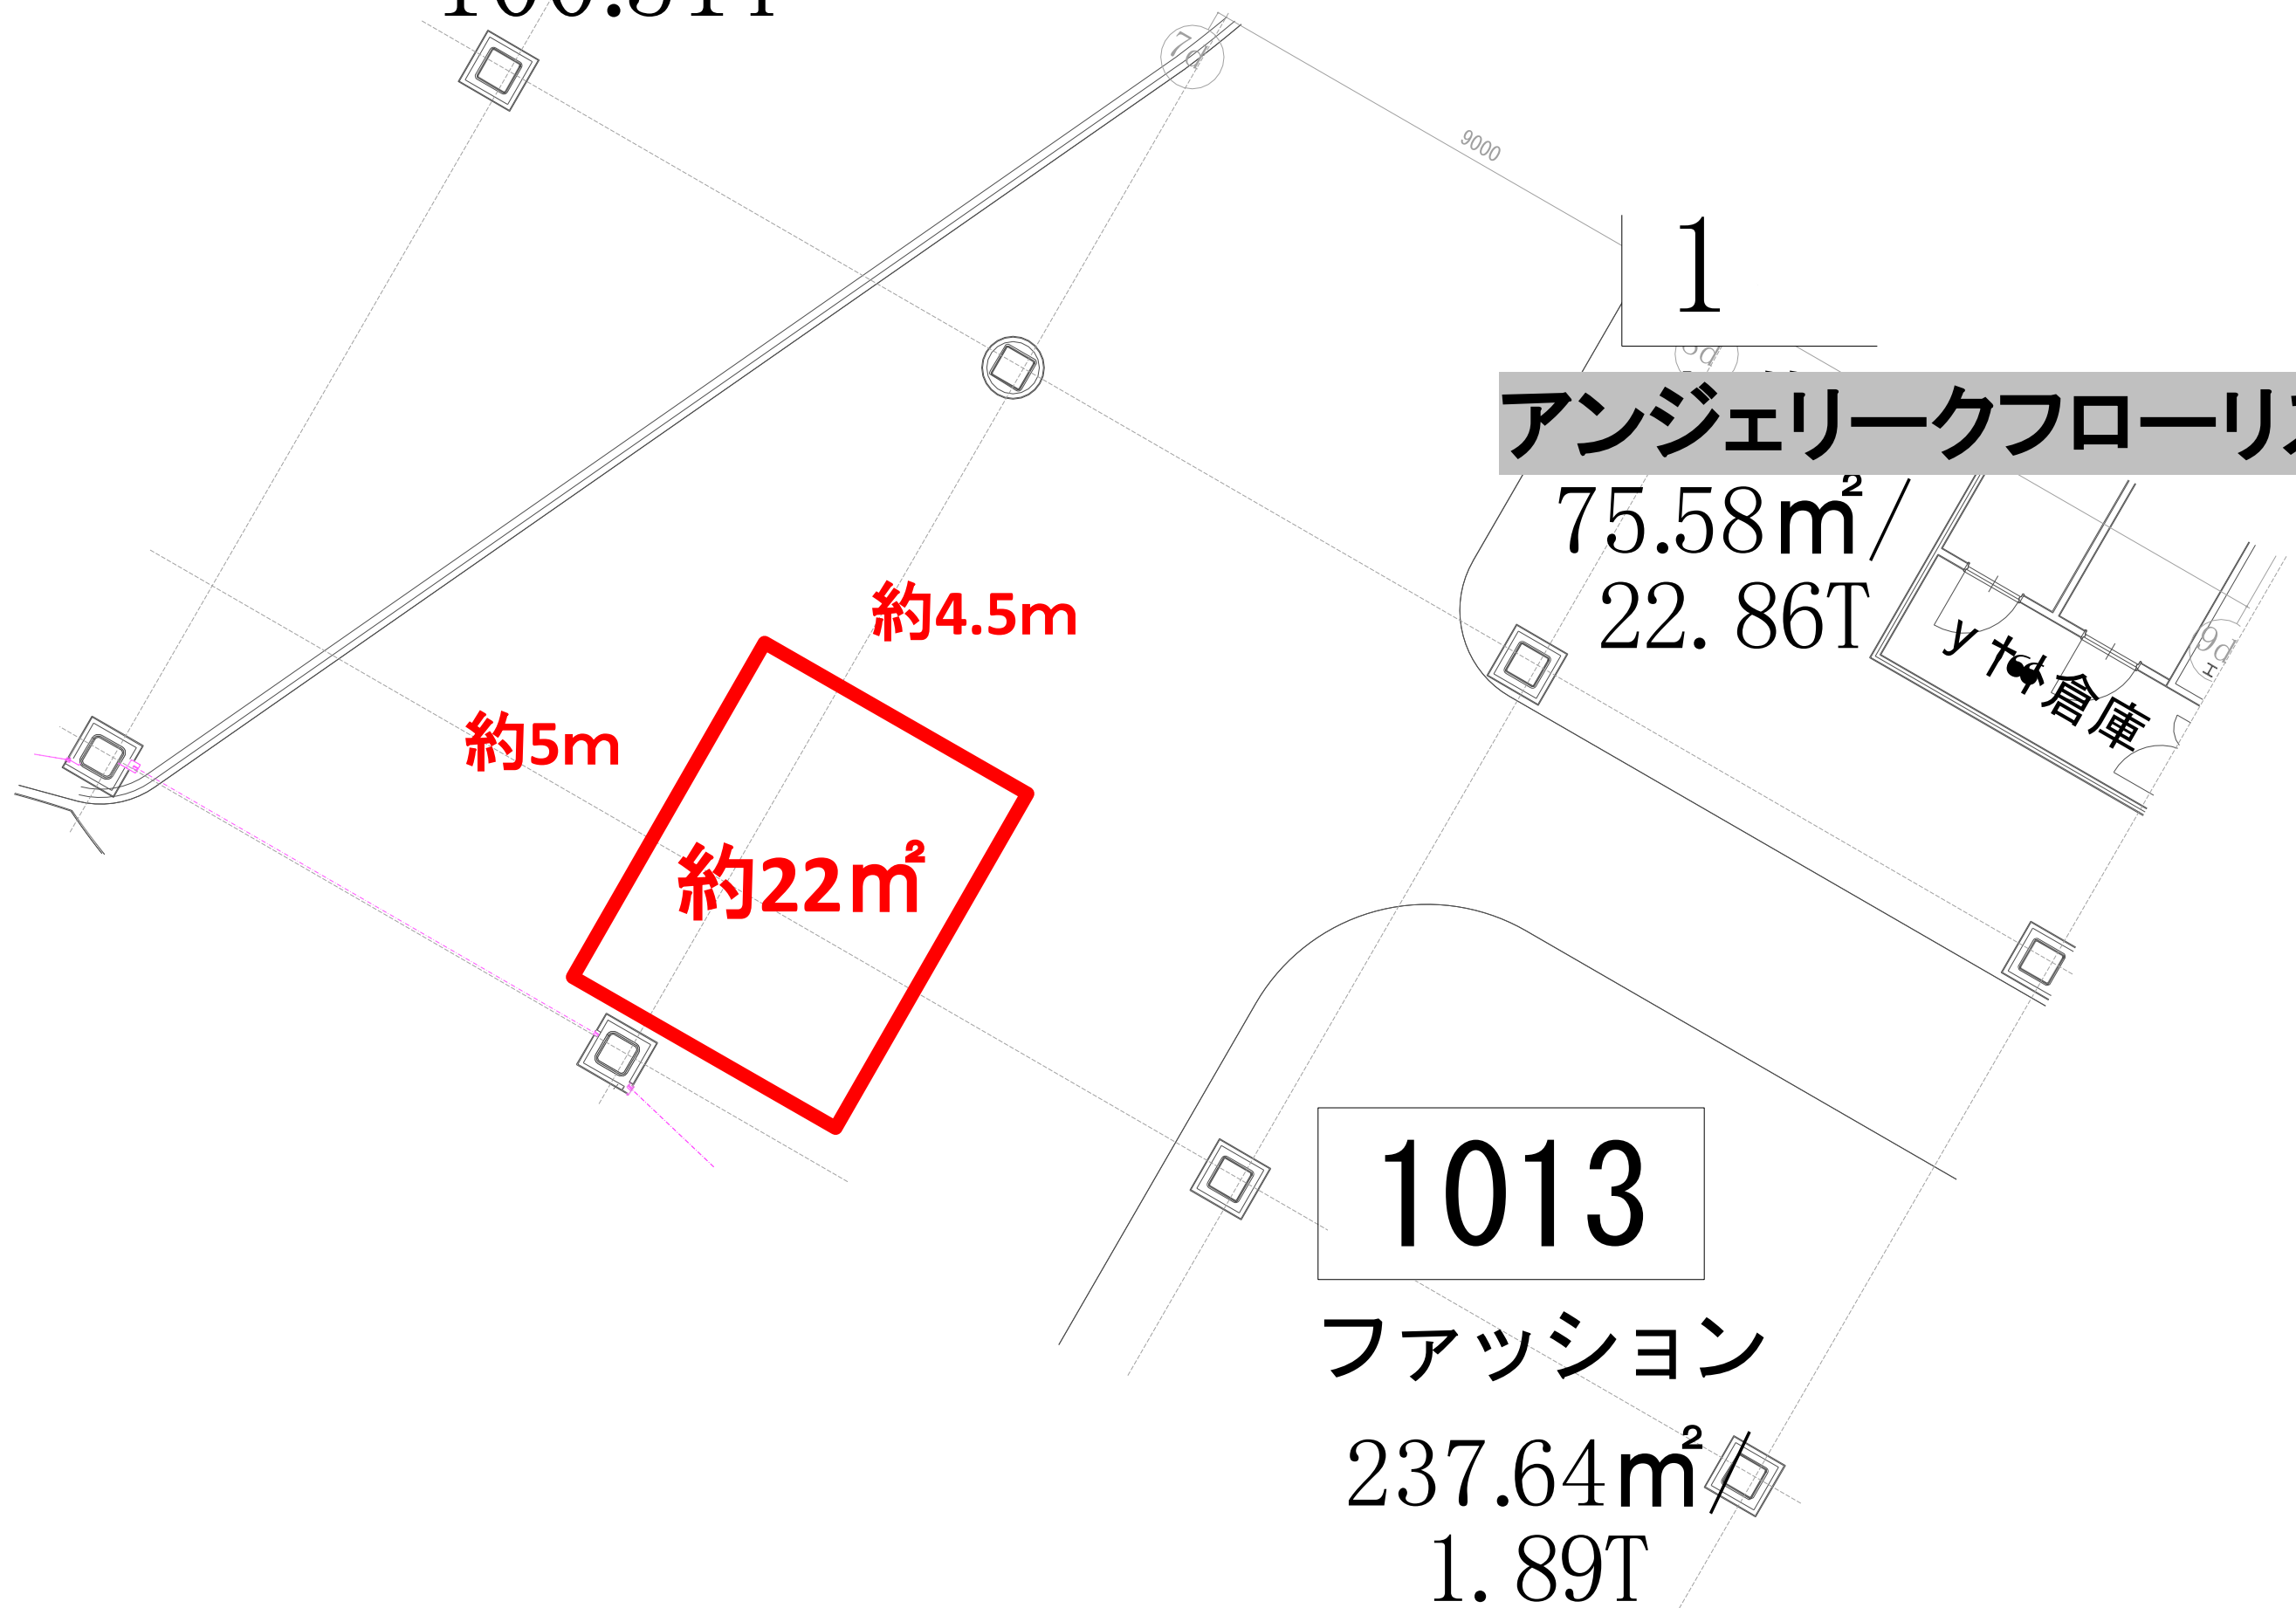 9000
1
アンジェリークフローリ
75.58㎡/
22.86T
倉庫
約4.5m
約5m
約22㎡
1013
ファッション
237.64㎡/
1.89T